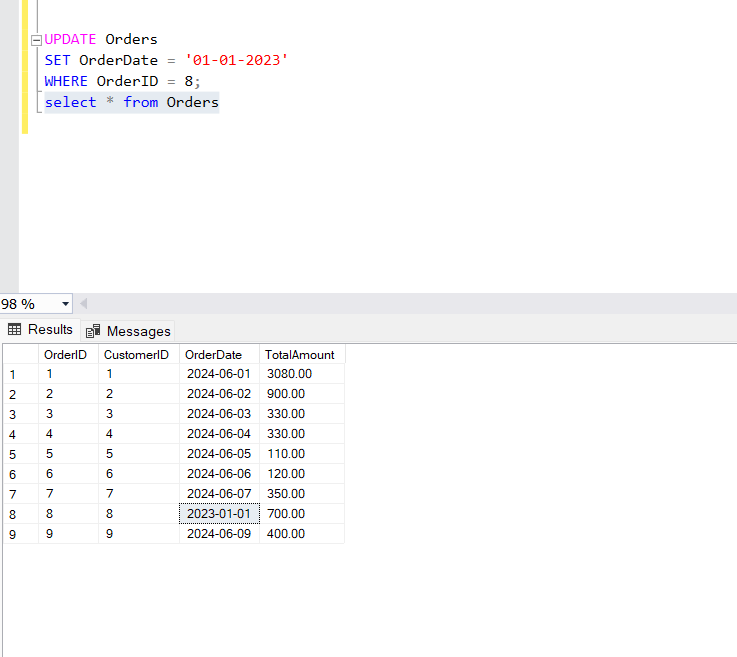 UPDATE Orders
SET OrderDate = '01-01-2023'
WHERE OrderID = 8;
select * from Orders
98 %
Results Messages
OrderID CustomerID OrderDate TotalAmount
1 1 1 2024-06-01 3080.00
2 2 2 2024-06-02 900.00
3 3 3 2024-06-03 330.00
4 4 4 2024-06-04 330.00
5 5 5 2024-06-05 110.00
6 6 6 2024-06-06 120.00
7 7 7 2024-06-07 350.00
8 8 8 2023-01-01 700.00
9 9 9 2024-06-09 400.00